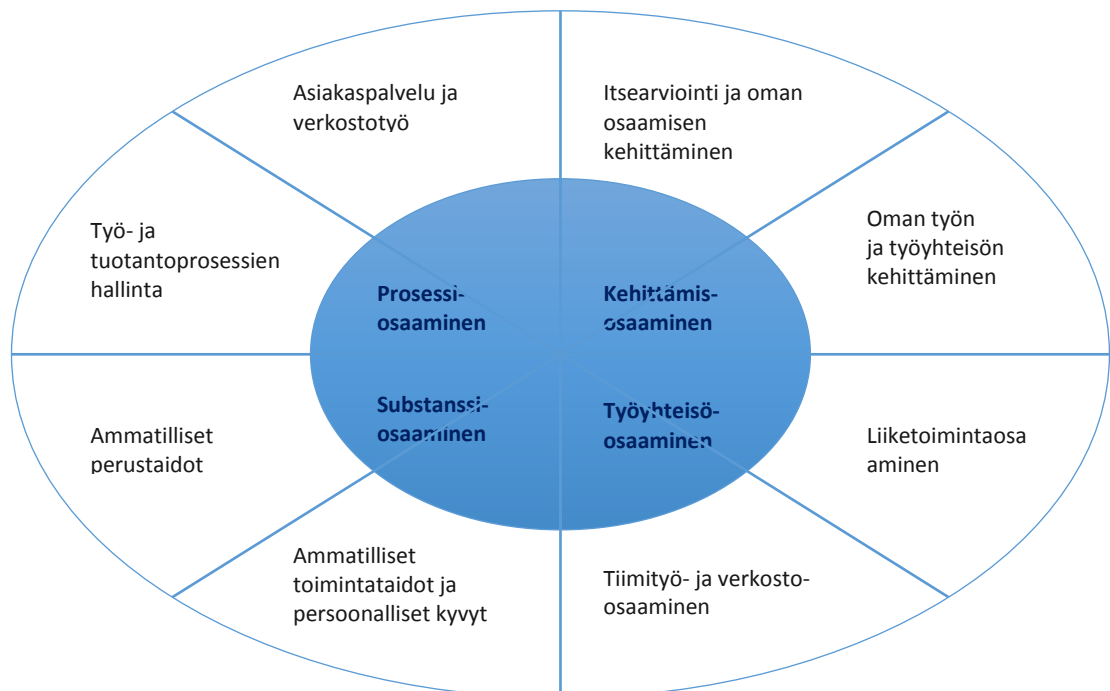 Asiakaspalvelu ja
verkostotyö
Itsearviointi ja oman
osaamisen
kehittäminen
Työ- ja
tuotantoprosessien
hallinta
Oman työn
ja työyhteisön
kehittäminen
Prosessi-
osaaminen
Kehittämis-
osaaminen
Substanssi-
osaaminen
Työyhteisö-
osaaminen
Ammatilliset
perustaidot
Liiketoimintaosa
aminen
Ammatilliset
toimintataidot ja
persoonalliset kyvyt
Tiimityö- ja verkosto-
osaaminen